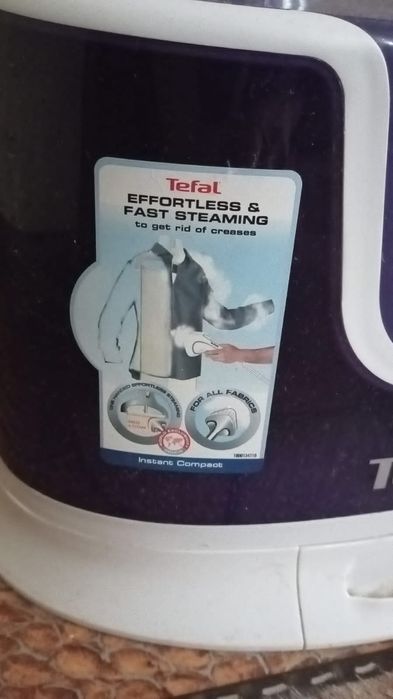 Tefal
EFFORTLESS &
FAST STEAMING
to get rid of creases
FOR ALL FABRICS
Instant Compact
T